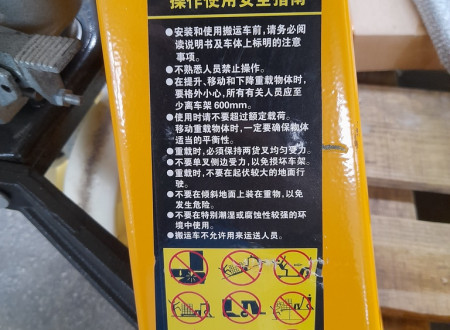 操作使用安全指南
●安装和使用搬运车前,请务必阅
读说明书及车体上标明的注意
事项。
●不熟悉人员禁止操作。
●在提升、移动和下降重载物体时,
要格外小心,所有有关人员应至
少离车架600mm。
●使用时请不要超过额定载荷。
移动重载物体时,一定要确保物体
适当的平衡性。
●重载时,必须保持两货叉均匀受力。
●不要单叉侧边受力,以免损坏车架。
●重载时,不要在起伏较大的地面行
驶。
●不要在倾斜地面上装在重物,以免
发生危险。
●不要在特别潮湿或腐蚀性较强的环
境中使用。
●搬运车不允许用来运送人员。